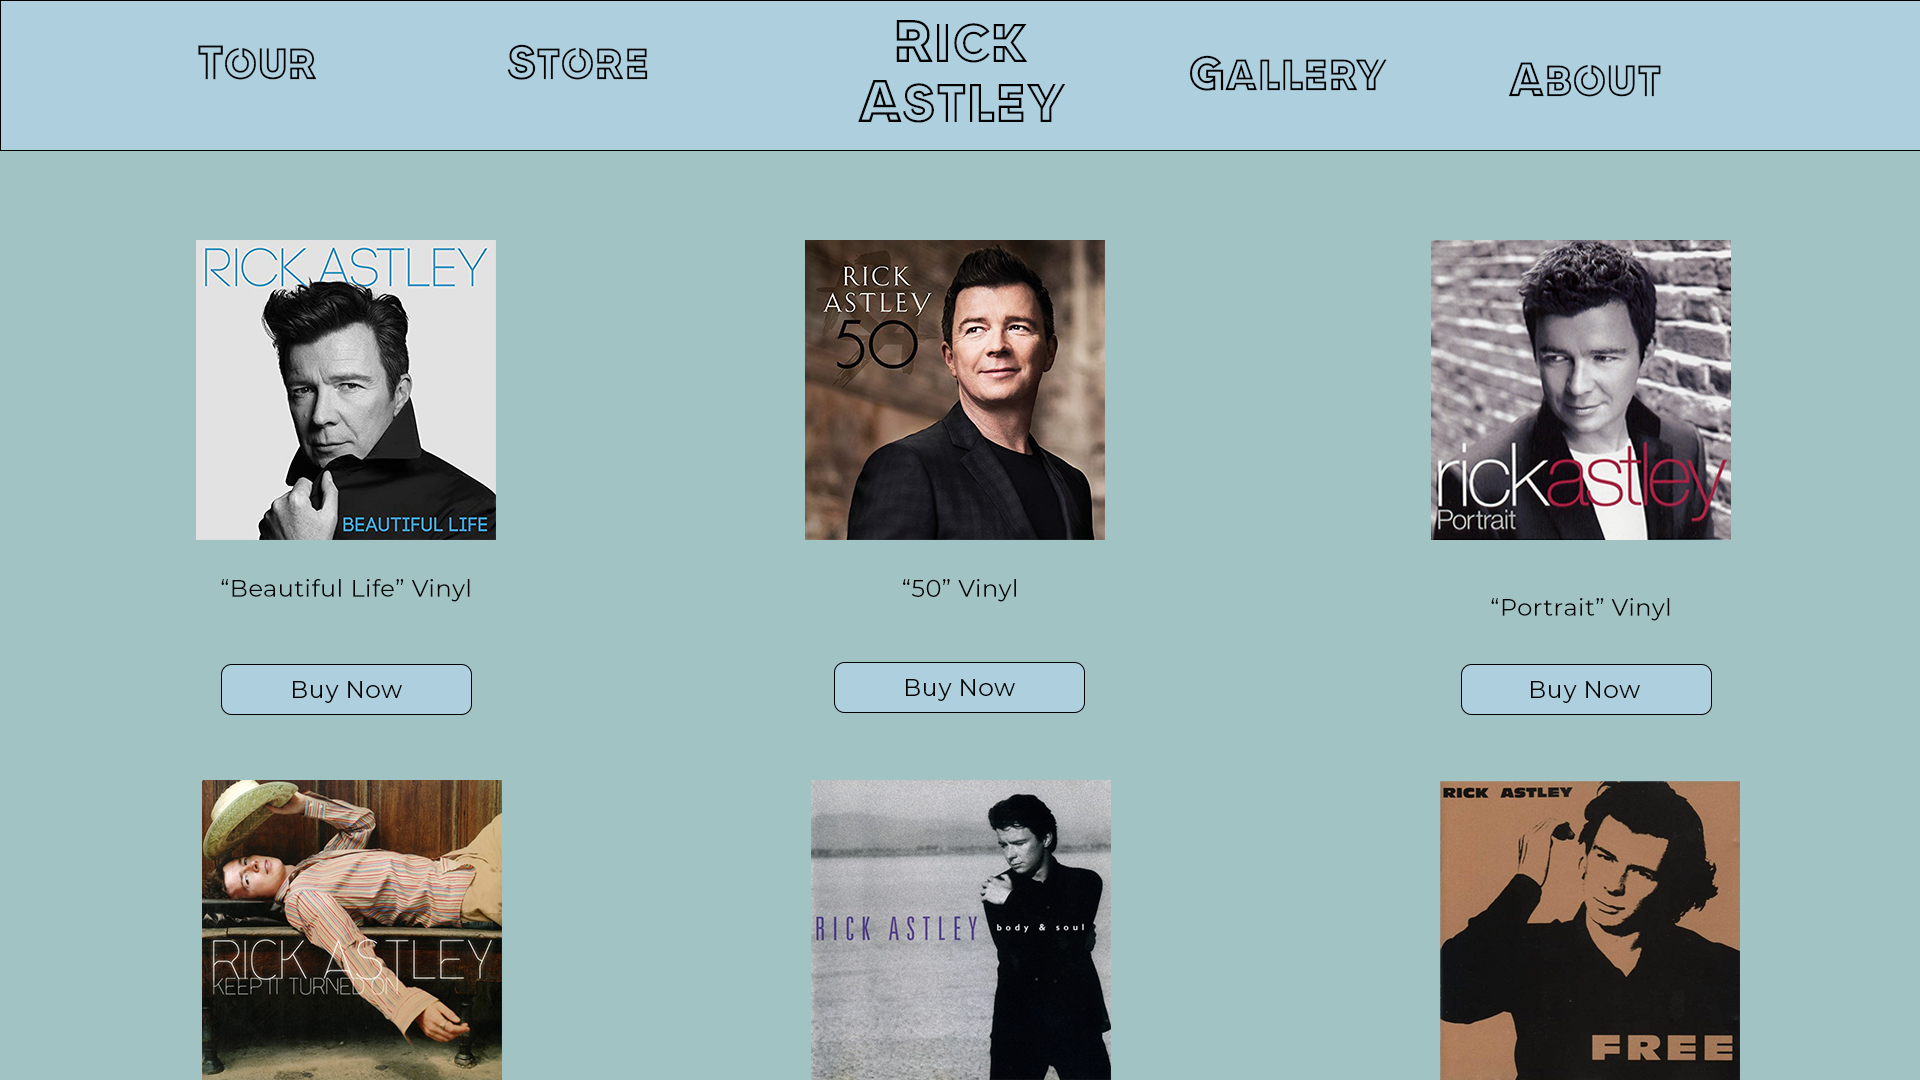 Tour
Store
Rick
Astley
Gallery
About
RICK ASTLEY
BEAUTIFUL LIFE
RICK
ASTLEY
50
rickastley
Portrait
“Beautiful Life” Vinyl
“50” Vinyl
“Portrait” Vinyl
Buy Now
Buy Now
Buy Now
RICK ASTLEY
KEEP IT TURNED ON
RICK ASTLEY
body & soul
RICK ASTLEY
FREE